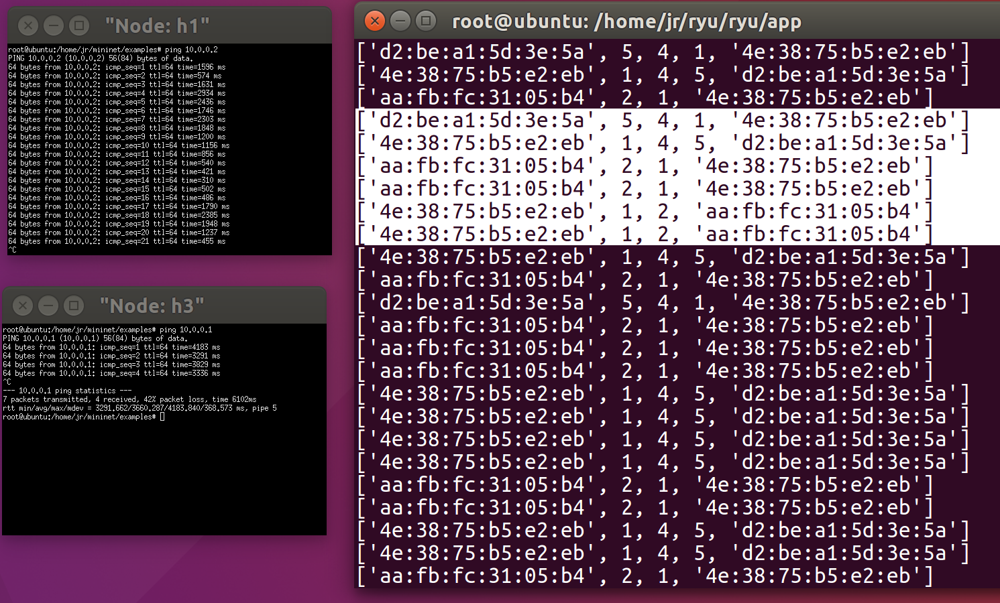 "Node: h1"
root@ubuntu:/home/jr/mininet/examples# ping 10.0.0.2
PING 10.0.0.2 (10.0.0.2) 56(84) bytes of data.
64 bytes from 10.0.0.2: icmp_seq=1 ttl=64 time=1596 ms
64 bytes from 10.0.0.2: icmp_seq=2 ttl=64 time=574 ms
64 bytes from 10.0.0.2: icmp_seq=3 ttl=64 time=1631 ms
64 bytes from 10.0.0.2: icmp_seq=4 ttl=64 time=2934 ms
64 bytes from 10.0.0.2: icmp_seq=5 ttl=64 time=2436 ms
64 bytes from 10.0.0.2: icmp_seq=6 ttl=64 time=1746 ms
64 bytes from 10.0.0.2: icmp_seq=7 ttl=64 time=2303 ms
64 bytes from 10.0.0.2: icmp_seq=8 ttl=64 time=1848 ms
64 bytes from 10.0.0.2: icmp_seq=9 ttl=64 time=1200 ms
64 bytes from 10.0.0.2: icmp_seq=10 ttl=64 time=1156 ms
64 bytes from 10.0.0.2: icmp_seq=11 ttl=64 time=856 ms
64 bytes from 10.0.0.2: icmp_seq=12 ttl=64 time=540 ms
64 bytes from 10.0.0.2: icmp_seq=13 ttl=64 time=421 ms
64 bytes from 10.0.0.2: icmp_seq=14 ttl=64 time=310 ms
64 bytes from 10.0.0.2: icmp_seq=15 ttl=64 time=502 ms
64 bytes from 10.0.0.2: icmp_seq=16 ttl=64 time=486 ms
64 bytes from 10.0.0.2: icmp_seq=17 ttl=64 time=1790 ms
64 bytes from 10.0.0.2: icmp_seq=18 ttl=64 time=2385 ms
64 bytes from 10.0.0.2: icmp_seq=19 ttl=64 time=1948 ms
64 bytes from 10.0.0.2: icmp_seq=20 ttl=64 time=1237 ms
64 bytes from 10.0.0.2: icmp_seq=21 ttl=64 time=455 ms
^C
"Node: h3"
root@ubuntu:/home/jr/mininet/examples# ping 10.0.0.1
PING 10.0.0.1 (10.0.0.1) 56(84) bytes of data.
64 bytes from 10.0.0.1: icmp_seq=1 ttl=64 time=4183 ms
64 bytes from 10.0.0.1: icmp_seq=2 ttl=64 time=3291 ms
64 bytes from 10.0.0.1: icmp_seq=3 ttl=64 time=3829 ms
64 bytes from 10.0.0.1: icmp_seq=4 ttl=64 time=3336 ms
^C
--- 10.0.0.1 ping statistics ---
7 packets transmitted, 4 received, 42% packet loss, time 6102ms
rtt min/avg/max/mdev = 3291.662/3660.287/4183.840/368.573 ms, pipe 5
root@ubuntu:/home/jr/mininet/examples#
root@ubuntu: /home/jr/ryu/ryu/app
['d2:be:a1:5d:3e:5a', 5, 4, 1, '4e:38:75:b5:e2:eb']
['4e:38:75:b5:e2:eb', 1, 4, 5, 'd2:be:a1:5d:3e:5a']
['aa:fb:fc:31:05:b4', 2, 1, '4e:38:75:b5:e2:eb']
['d2:be:a1:5d:3e:5a', 5, 4, 1, '4e:38:75:b5:e2:eb']
['4e:38:75:b5:e2:eb', 1, 4, 5, 'd2:be:a1:5d:3e:5a']
['aa:fb:fc:31:05:b4', 2, 1, '4e:38:75:b5:e2:eb']
['aa:fb:fc:31:05:b4', 2, 1, '4e:38:75:b5:e2:eb']
['4e:38:75:b5:e2:eb', 1, 2, 'aa:fb:fc:31:05:b4']
['4e:38:75:b5:e2:eb', 1, 2, 'aa:fb:fc:31:05:b4']
['4e:38:75:b5:e2:eb', 1, 4, 5, 'd2:be:a1:5d:3e:5a']
['aa:fb:fc:31:05:b4', 2, 1, '4e:38:75:b5:e2:eb']
['d2:be:a1:5d:3e:5a', 5, 4, 1, '4e:38:75:b5:e2:eb']
['aa:fb:fc:31:05:b4', 2, 1, '4e:38:75:b5:e2:eb']
['aa:fb:fc:31:05:b4', 2, 1, '4e:38:75:b5:e2:eb']
['aa:fb:fc:31:05:b4', 2, 1, '4e:38:75:b5:e2:eb']
['4e:38:75:b5:e2:eb', 1, 4, 5, 'd2:be:a1:5d:3e:5a']
['4e:38:75:b5:e2:eb', 1, 4, 5, 'd2:be:a1:5d:3e:5a']
['4e:38:75:b5:e2:eb', 1, 4, 5, 'd2:be:a1:5d:3e:5a']
['4e:38:75:b5:e2:eb', 1, 4, 5, 'd2:be:a1:5d:3e:5a']
['aa:fb:fc:31:05:b4', 2, 1, '4e:38:75:b5:e2:eb']
['aa:fb:fc:31:05:b4', 2, 1, '4e:38:75:b5:e2:eb']
['4e:38:75:b5:e2:eb', 1, 4, 5, 'd2:be:a1:5d:3e:5a']
['4e:38:75:b5:e2:eb', 1, 4, 5, 'd2:be:a1:5d:3e:5a']
['aa:fb:fc:31:05:b4', 2, 1, '4e:38:75:b5:e2:eb']